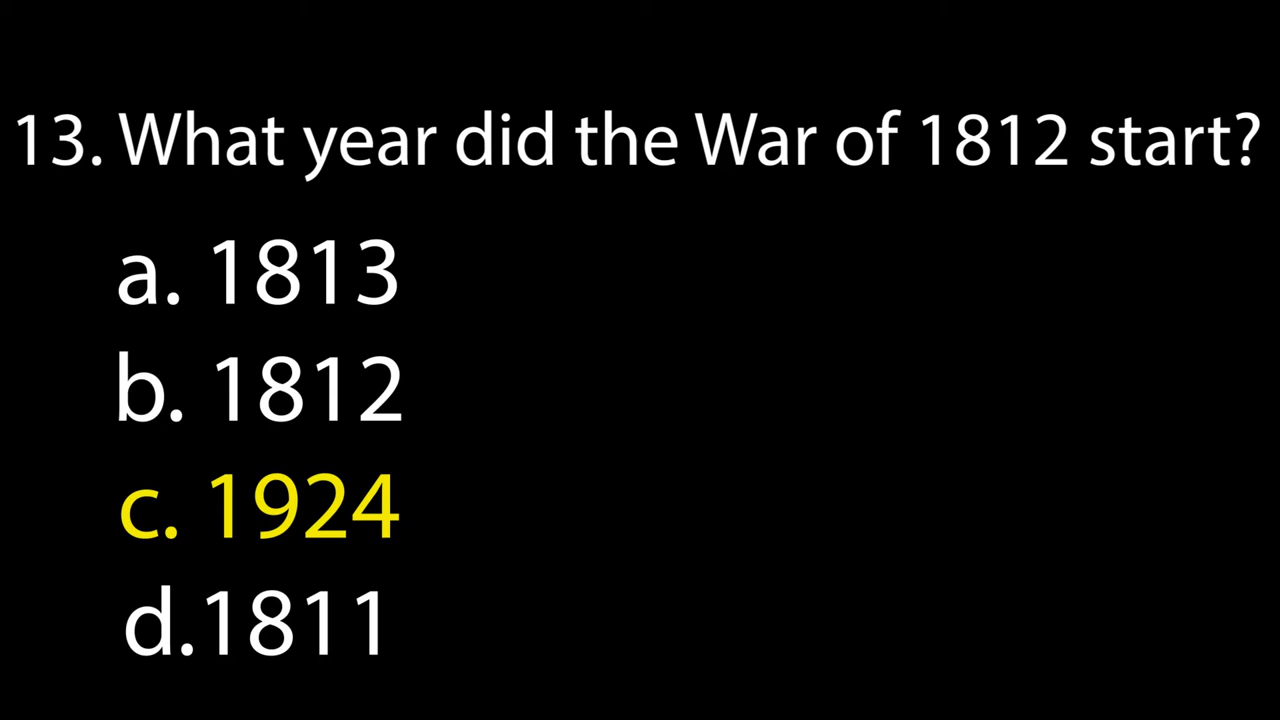 13. What year did the War of 1812 start?
a. 1813
b. 1812
c. 1924
d.1811